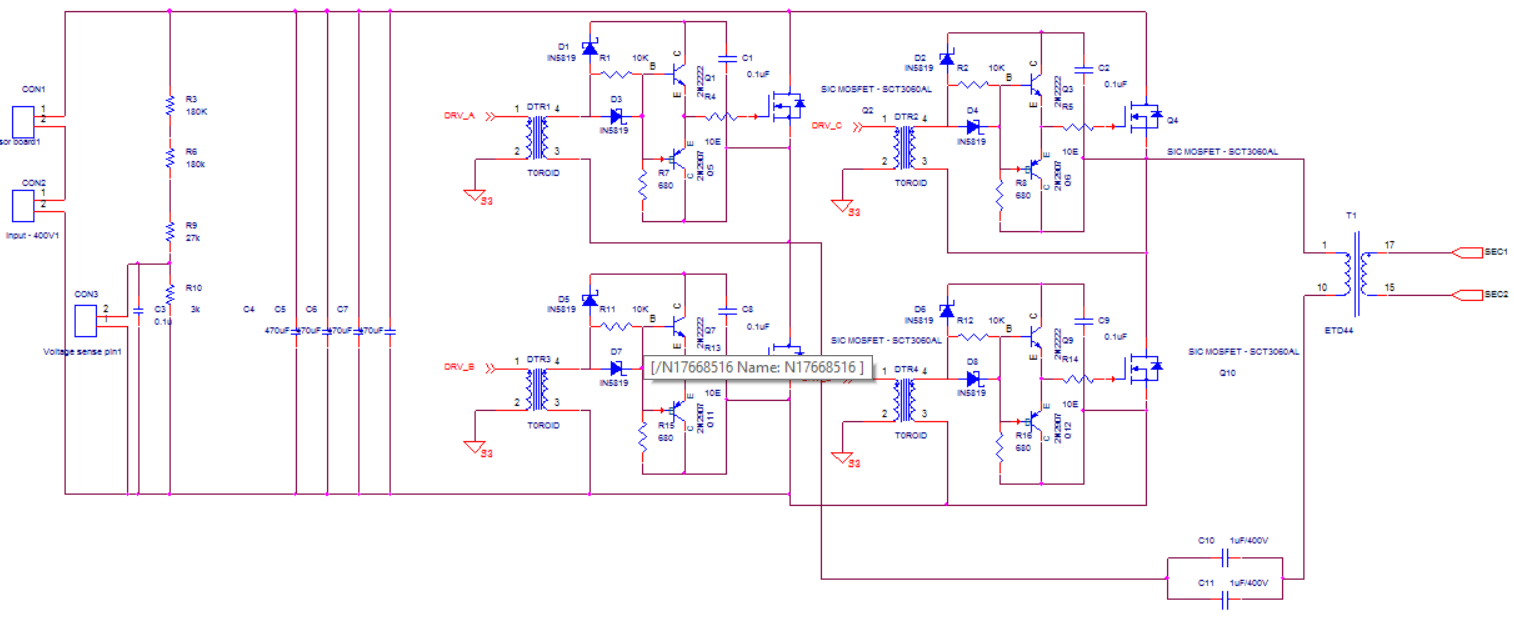 CON1
1
2
sor board1
CON2
1
2
Input - 400V1
CON3
2
1
Voltage sense pin1
R3
180K
R6
180k
R9
27k
R10
3k
C3
0.1u
C4
C5
C6
C7
470uF
470uF
470uF
470uF
DRV_A
1
DTR1
4
2
3
T0ROID
S3
D1
IN5819
R1
10K
B
C
2N2222
Q1
E
D3
IN5819
R4
10E
C1
0.1uF
R7
680
E
C
2N2907
Q5
SIC MOSFET - SCT3060AL
Q2
DRV_C
1
DTR2
4
2
3
T0ROID
S3
D2
IN5819
R2
10K
B
C
2N2222
Q3
E
D4
IN5819
R5
10E
C2
0.1uF
R8
680
E
C
2N2907
Q6
Q4
SIC MOSFET - SCT3060AL
DRV_B
1
DTR3
4
2
3
T0ROID
S3
D5
IN5819
R11
10K
B
C
2N2222
Q7
E
D7
IN5819
R13
10E
C8
0.1uF
R15
680
E
C
2N2907
Q11
[/N17668516 Name: N17668516 ]
SIC MOSFET - SCT3060AL
1
DTR4
4
2
3
T0ROID
S3
D6
IN5819
R12
10K
B
C
2N2222
Q9
E
D8
IN5819
R14
10E
C9
0.1uF
R16
680
E
C
2N2907
Q12
SIC MOSFET - SCT3060AL
Q10
T1
1
17
10
15
ETD44
SEC1
SEC2
C10
1uF/400V
C11
1uF/400V